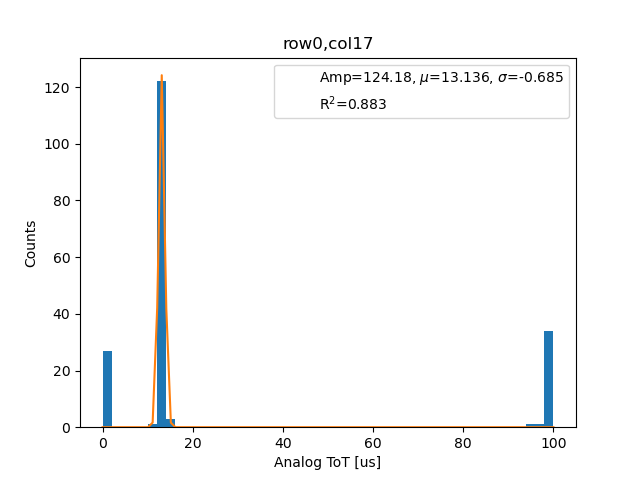 row0,col17
Amp=124.18, μ=13.136, σ=-0.685
R²=0.883
Counts
120
100
80
60
40
20
0
0 20 40 60 80 100
Analog ToT [us]